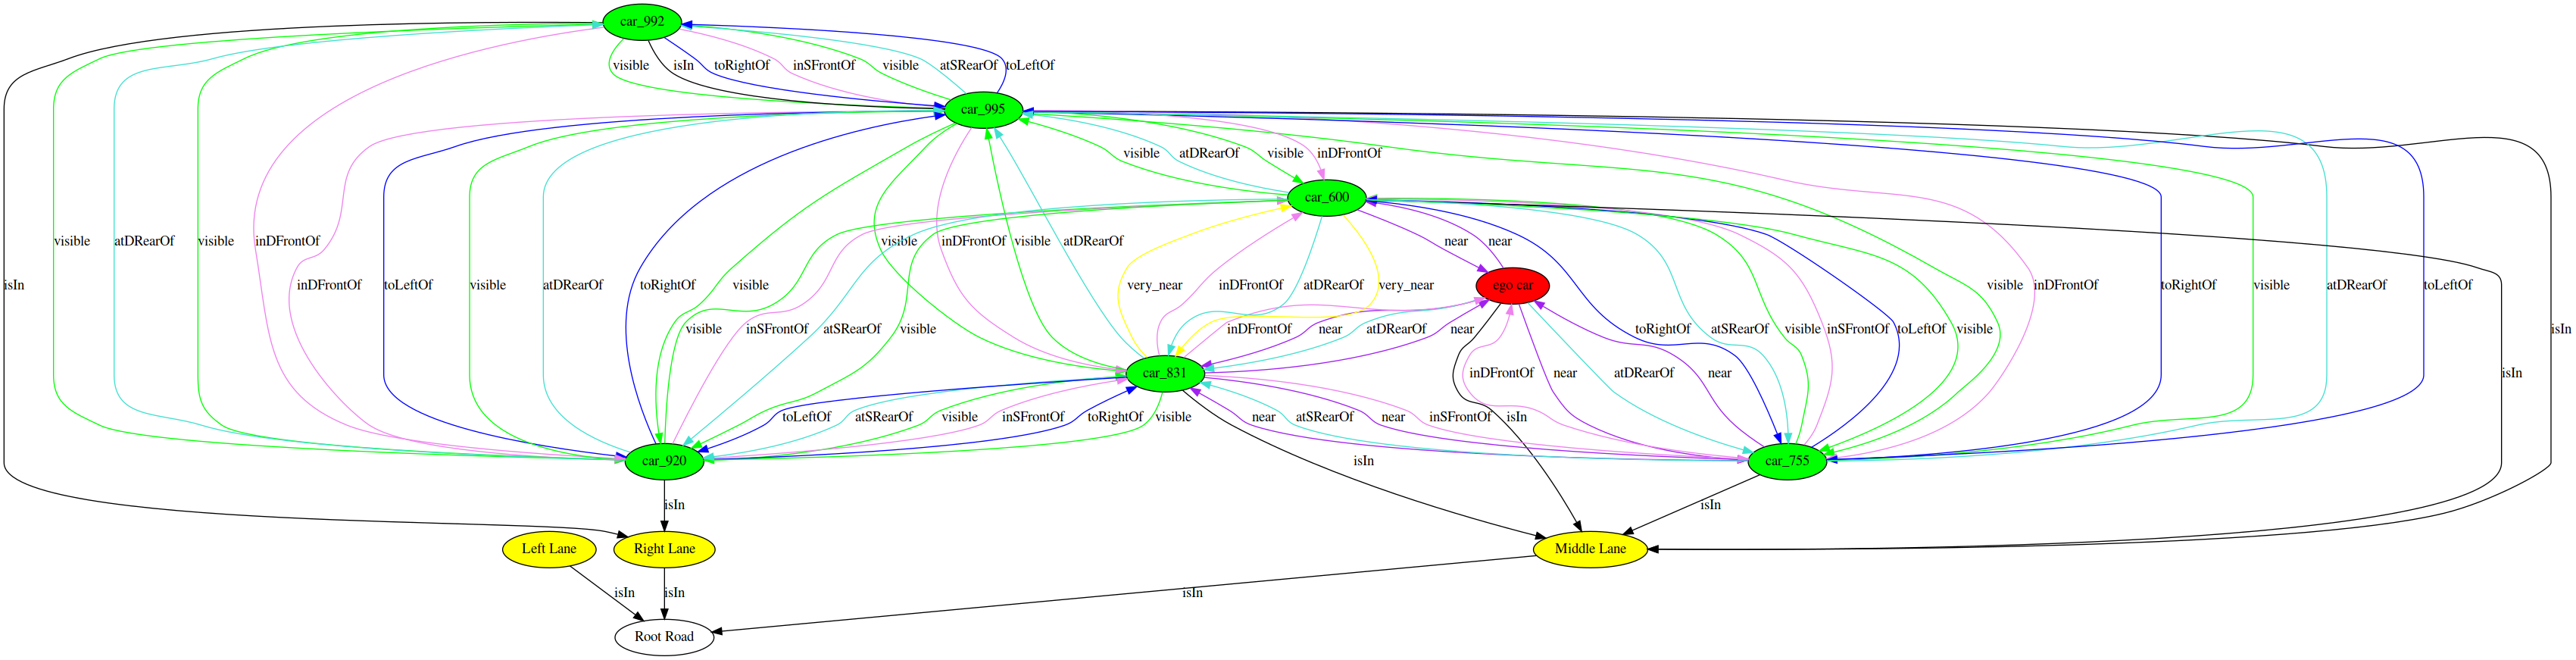 car_992
visible isIn toRightOf inSFrontOf visible atSRearOf toLeftOf
car_995
visible atDRearOf visible inDFrontOf
car_600
visible atDRearOf visible inDFrontOf toLeftOf visible atDRearOf toRightOf visible visible inDFrontOf visible atDRearOf near near visible inDFrontOf toRightOf visible atDRearOf toLeftOf
isIn inDFrontOf visible very_near inDFrontOf atDRearOf very_near ego car
visible inSFrontOf atSRearOf visible inDFrontOf near atDRearOf toRightOf atSRearOf visible inSFrontOf toLeftOf visible isIn
car_831
inDFrontOf near atDRearOf near isIn
toLeftOf atSRearOf visible inSFrontOf toRightOf visible near atSRearOf near inSFrontOf isIn
car_920 isIn car_755
isIn isIn
Left Lane Right Lane Middle Lane
isIn isIn isIn
Root Road